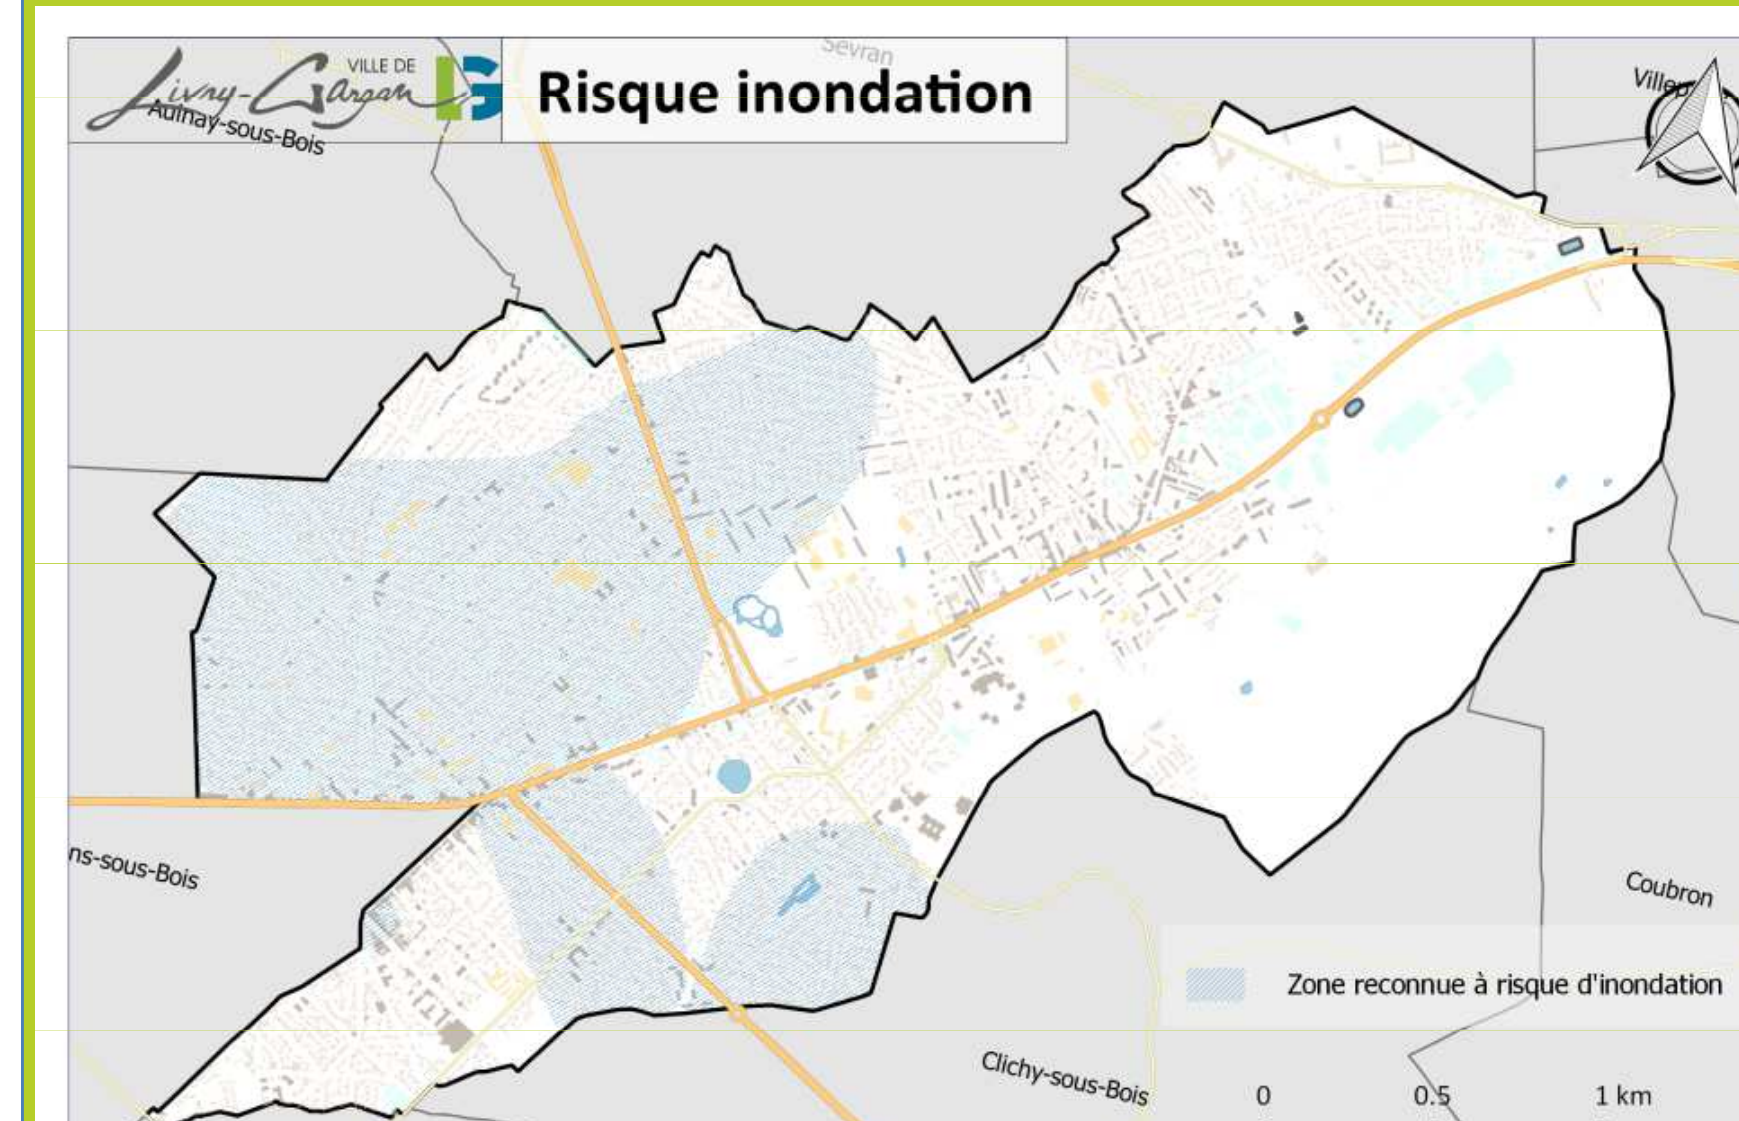 Sevran
VILLE DE
Livry-Gargan
Risque inondation
Aulnay-sous-Bois
Villep
ns-sous-Bois
Coubron
Zone reconnue à risque d'inondation
Clichy-sous-Bois
0 0.5 1 km